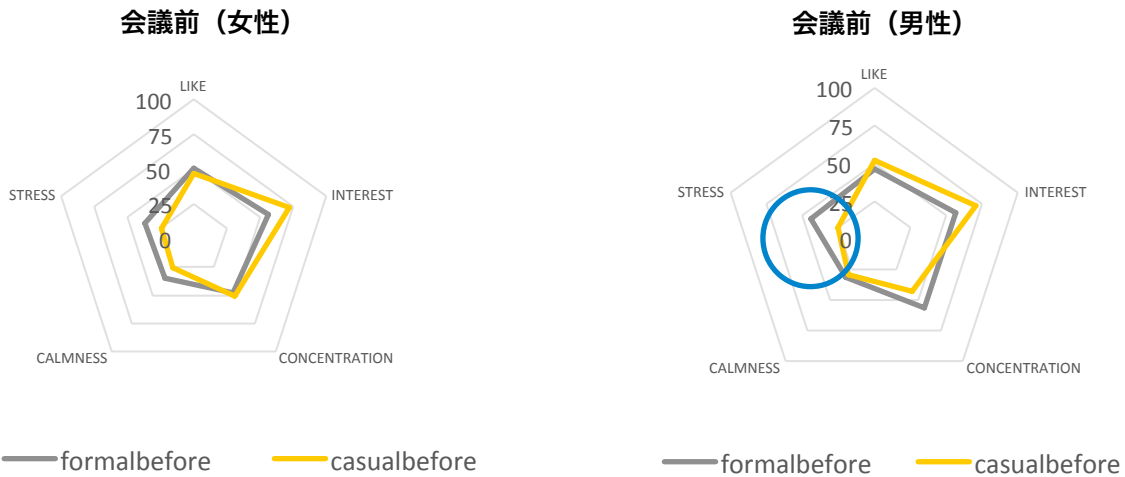 会議前（女性）
LIKE
100
75
50
25
0
STRESS
INTEREST
CALMNESS
CONCENTRATION
formalbefore
casualbefore
会議前（男性）
LIKE
100
75
50
25
0
STRESS
INTEREST
CALMNESS
CONCENTRATION
formalbefore
casualbefore